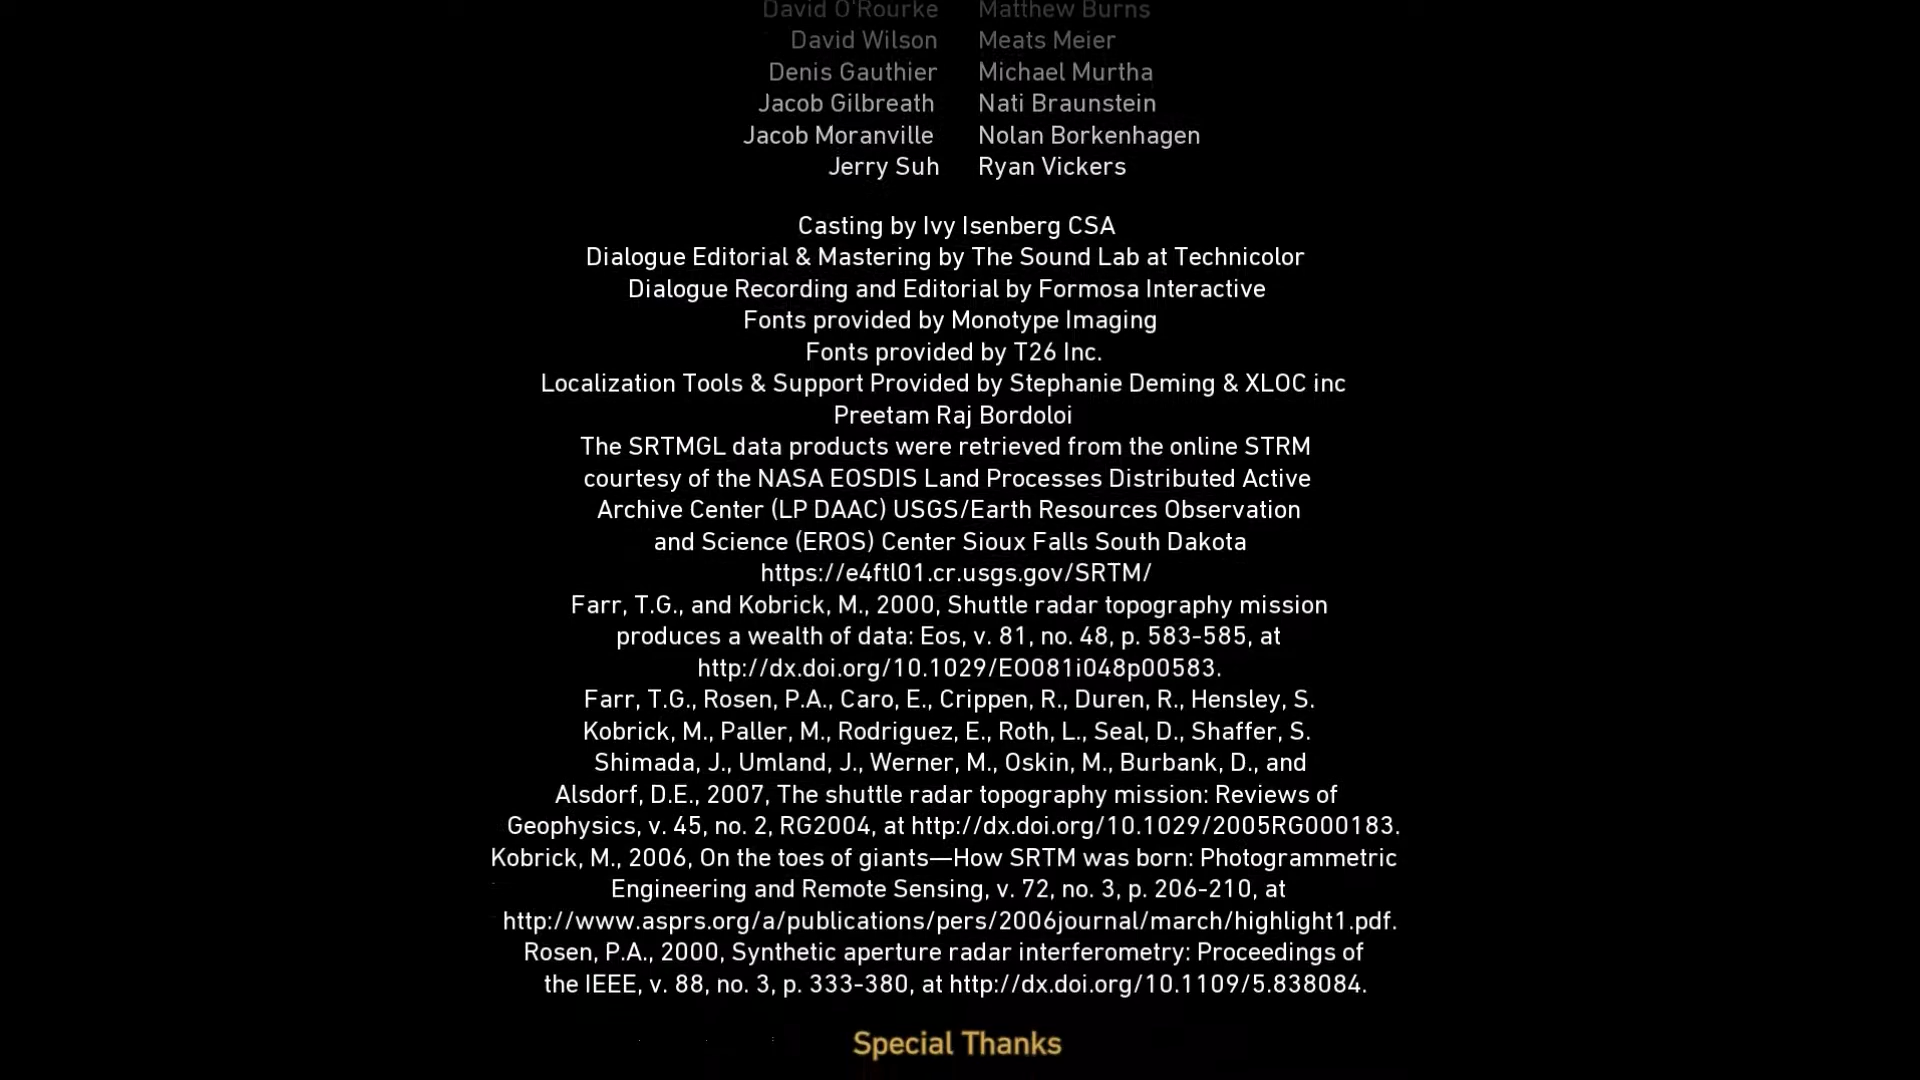 David O'Rourke Matthew Burns
David Wilson Meats Meier
Denis Gauthier Michael Murtha
Jacob Gilbreath Nati Braunstein
Jacob Moranville Nolan Borkenhagen
Jerry Suh Ryan Vickers
Casting by Ivy Isenberg CSA
Dialogue Editorial & Mastering by The Sound Lab at Technicolor
Dialogue Recording and Editorial by Formosa Interactive
Fonts provided by Monotype Imaging
Fonts provided by T26 Inc.
Localization Tools & Support Provided by Stephanie Deming & XLOC inc
Preetam Raj Bordoloi
The SRTMGL data products were retrieved from the online STRM
courtesy of the NASA EOSDIS Land Processes Distributed Active
Archive Center (LP DAAC) USGS/Earth Resources Observation
and Science (EROS) Center Sioux Falls South Dakota
https://e4ftl01.cr.usgs.gov/SRTM/
Farr, T.G., and Kobrick, M., 2000, Shuttle radar topography mission
produces a wealth of data: Eos, v. 81, no. 48, p. 583-585, at
http://dx.doi.org/10.1029/EO081i048p00583.
Farr, T.G., Rosen, P.A., Caro, E., Crippen, R., Duren, R., Hensley, S.
Kobrick, M., Paller, M., Rodriguez, E., Roth, L., Seal, D., Shaffer, S.
Shimada, J., Umland, J., Werner, M., Oskin, M., Burbank, D., and
Alsdorf, D.E., 2007, The shuttle radar topography mission: Reviews of
Geophysics, v. 45, no. 2, RG2004, at http://dx.doi.org/10.1029/2005RG000183.
Kobrick, M., 2006, On the toes of giants—How SRTM was born: Photogrammetric
Engineering and Remote Sensing, v. 72, no. 3, p. 206-210, at
http://www.asprs.org/a/publications/pers/2006journal/march/highlight1.pdf.
Rosen, P.A., 2000, Synthetic aperture radar interferometry: Proceedings of
the IEEE, v. 88, no. 3, p. 333-380, at http://dx.doi.org/10.1109/5.838084.
Special Thanks